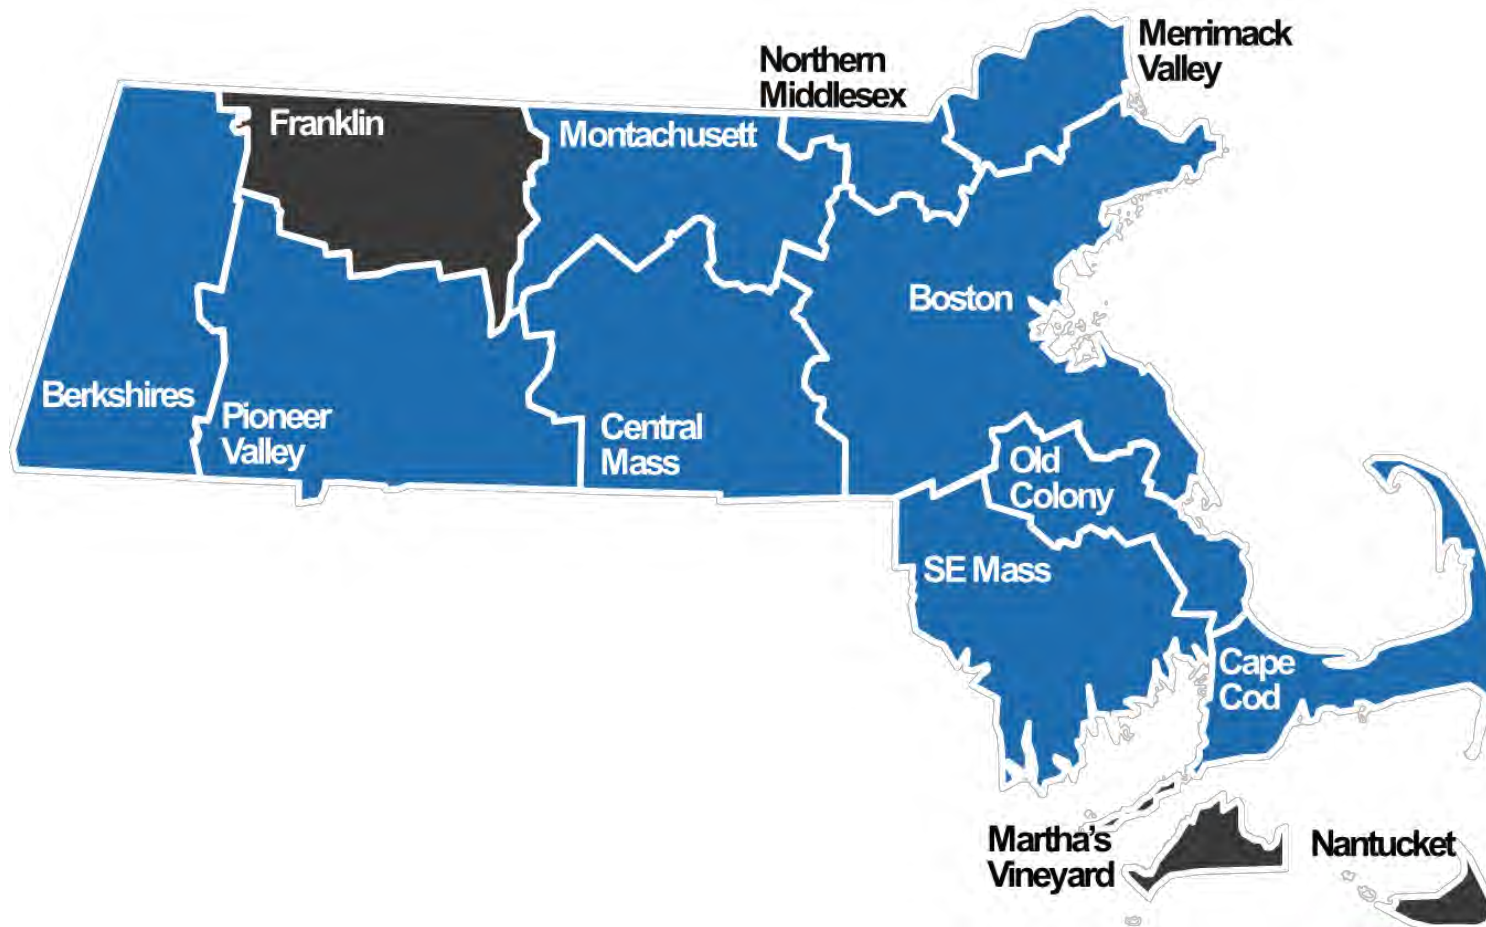 Merrimack
Valley
Northern
Middlesex
Franklin
Montachusett
Boston
Berkshires
Pioneer
Valley
Central
Mass
Old
Colony
SE Mass
Cape
Cod
Martha's
Vineyard
Nantucket